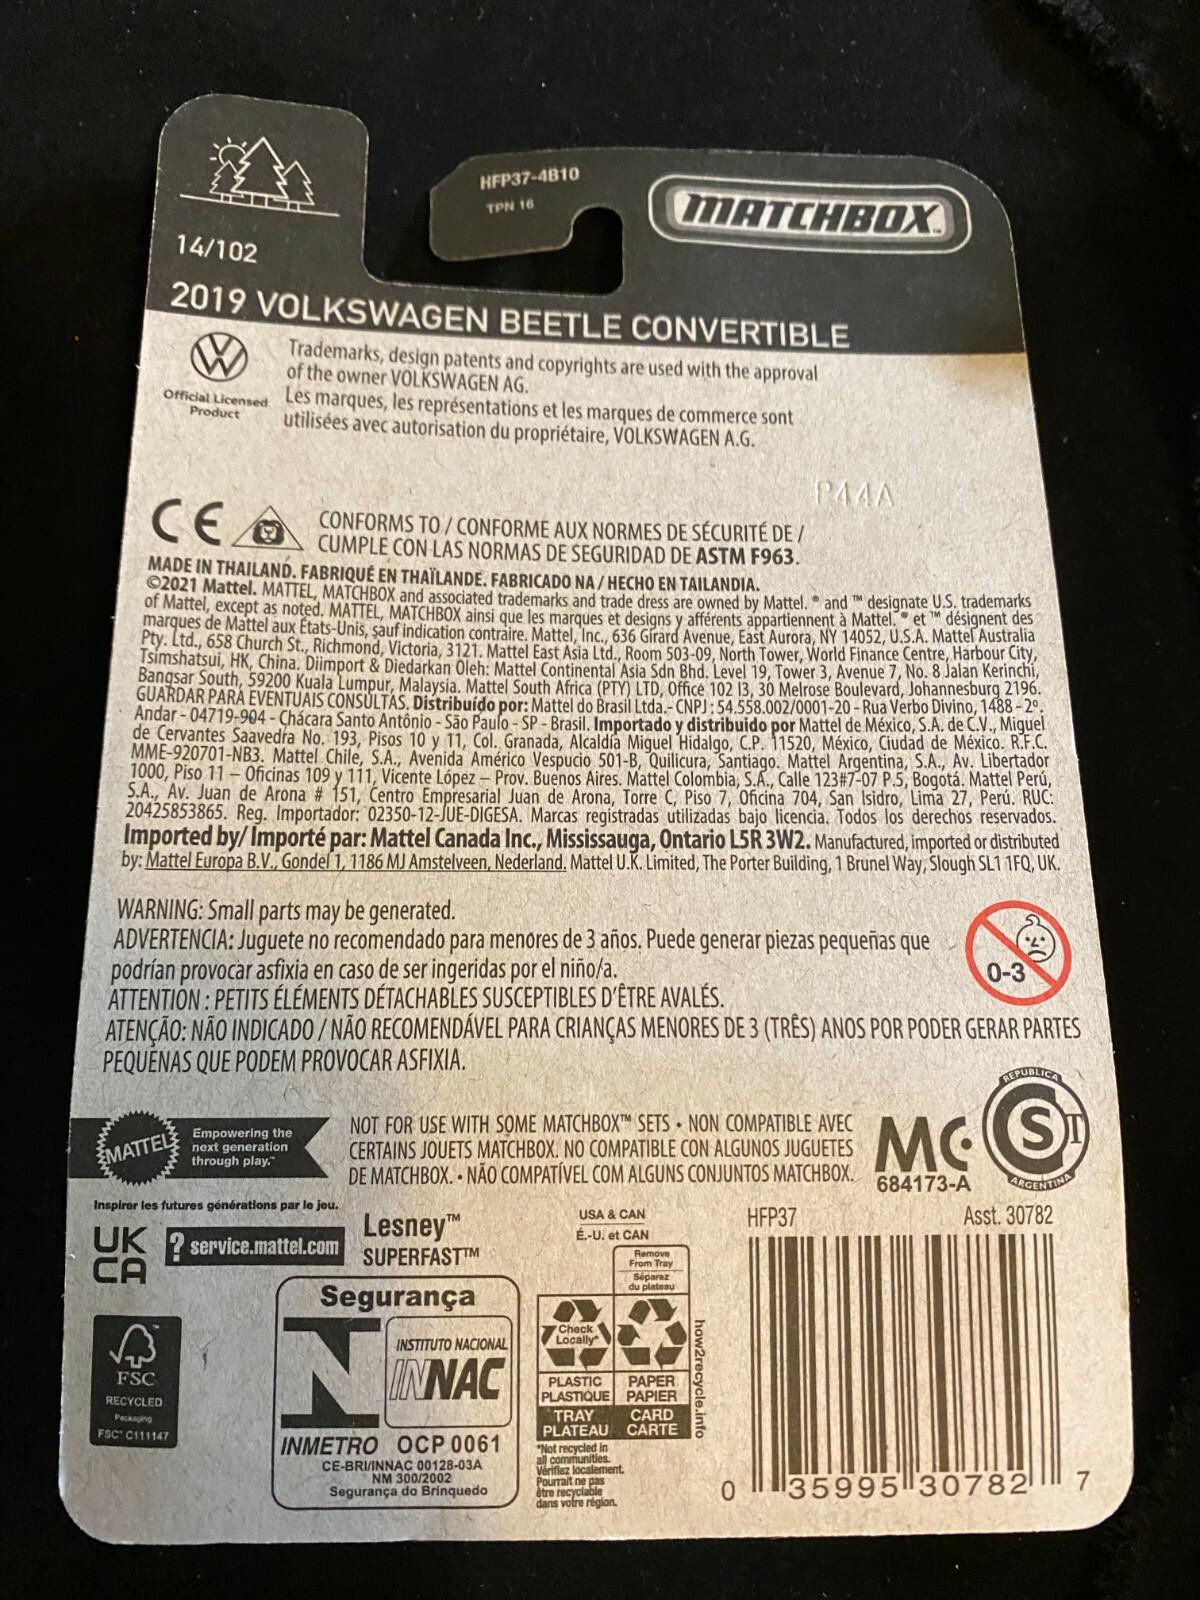 HFP37-4B10
TPN 16
MATCHBOX™
14/102
2019 VOLKSWAGEN BEETLE CONVERTIBLE
Official Licensed
Product
Trademarks, design patents and copyrights are used with the approval
of the owner VOLKSWAGEN AG.
Les marques, les représentations et les marques de commerce sont
utilisées avec autorisation du propriétaire, VOLKSWAGEN A.G.
P44A
CE
CONFORMS TO / CONFORME AUX NORMES DE SÉCURITÉ DE /
CUMPLE CON LAS NORMAS DE SEGURIDAD DE ASTM F963.
MADE IN THAILAND. FABRIQUÉ EN THAÏLANDE. FABRICADO NA / HECHO EN TAILANDIA.
©2021 Mattel. MATTEL, MATCHBOX and associated trademarks and trade dress are owned by Mattel. ® and ™ designate U.S. trademarks
of Mattel, except as noted. MATTEL, MATCHBOX ainsi que les marques et designs y afférents appartiennent à Mattel. ® et ™ désignent des
marques de Mattel aux États-Unis, sauf indication contraire. Mattel, Inc., 636 Girard Avenue, East Aurora, NY 14052, U.S.A. Mattel Australia
Pty. Ltd., 658 Church St., Richmond, Victoria, 3121. Mattel East Asia Ltd., Room 503-09, North Tower, World Finance Centre, Harbour City,
Tsimshatsui, HK, China. Diimport & Diedarkan Oleh: Mattel Continental Asia Sdn Bhd. Level 19, Tower 3, Avenue 7, No. 8 Jalan Kerinchi,
Bangsar South, 59200 Kuala Lumpur, Malaysia. Mattel South Africa (PTY) LTD, Office 102 I3, 30 Melrose Boulevard, Johannesburg 2196.
GUARDAR PARA EVENTUAIS CONSULTAS. Distribuído por: Mattel do Brasil Ltda.- CNPJ : 54.558.002/0001-20 - Rua Verbo Divino, 1488 - 2º.
Andar - 04719-904 - Chácara Santo Antônio - São Paulo - SP - Brasil. Importado y distribuido por Mattel de México, S.A. de C.V., Miguel
de Cervantes Saavedra No. 193, Pisos 10 y 11, Col. Granada, Alcaldía Miguel Hidalgo, C.P. 11520, México, Ciudad de México. R.F.C.
MME-920701-NB3. Mattel Chile, S.A., Avenida Américo Vespucio 501-B, Quilicura, Santiago. Mattel Argentina, S.A., Av. Libertador
1000, Piso 11 – Oficinas 109 y 111, Vicente López – Prov. Buenos Aires. Mattel Colombia, S.A., Calle 123#7-07 P.5, Bogotá. Mattel Perú,
S.A., Av. Juan de Arona # 151, Centro Empresarial Juan de Arona, Torre C, Piso 7, Oficina 704, San Isidro, Lima 27, Perú. RUC:
20425853865. Reg. Importador: 02350-12-JUE-DIGESA. Marcas registradas utilizadas bajo licencia. Todos los derechos reservados.
Imported by/ Importé par: Mattel Canada Inc., Mississauga, Ontario L5R 3W2. Manufactured, imported or distributed
by: Mattel Europa B.V., Gondel 1, 1186 MJ Amstelveen, Nederland. Mattel U.K. Limited, The Porter Building, 1 Brunel Way, Slough SL1 1FQ, UK.
WARNING: Small parts may be generated.
ADVERTENCIA: Juguete no recomendado para menores de 3 años. Puede generar piezas pequeñas que
podrían provocar asfixia en caso de ser ingeridas por el niño/a.
ATTENTION : PETITS ÉLÉMENTS DÉTACHABLES SUSCEPTIBLES D'ÊTRE AVALÉS.
ATENÇÃO: NÃO INDICADO / NÃO RECOMENDÁVEL PARA CRIANÇAS MENORES DE 3 (TRÊS) ANOS POR PODER GERAR PARTES
PEQUENAS QUE PODEM PROVOCAR ASFIXIA.
0-3
MATTEL
Empowering the
next generation
through play.™
Inspirer les futures générations par le jeu.
NOT FOR USE WITH SOME MATCHBOX™ SETS • NON COMPATIBLE AVEC
CERTAINS JOUETS MATCHBOX. NO COMPATIBLE CON ALGUNOS JUGUETES
DE MATCHBOX. • NÃO COMPATÍVEL COM ALGUNS CONJUNTOS MATCHBOX.
MC
684173-A
REPUBLICA
ARGENTINA
UK
CA
? service.mattel.com
Lesney™
SUPERFAST™
USA & CAN
É.-U. et CAN
HFP37
Asst. 30782
FSC
RECYCLED
Packaging
FSC® C111147
Segurança
INSTITUTO NACIONAL
INNAC
INMETRO OCP 0061
CE-BRI/INNAC 00128-03A
NM 300/2002
Segurança do Brinquedo
Remove
From Tray
Séparez
du plateau
Check
Locally*
PLASTIC
PLASTIQUE
PAPER
PAPIER
TRAY
PLATEAU
CARD
CARTE
*Not recycled in
all communities.
Vérifiez localement.
Pourrait ne pas
être recyclable
dans votre région.
how2recycle.info
0 35995 30782 7